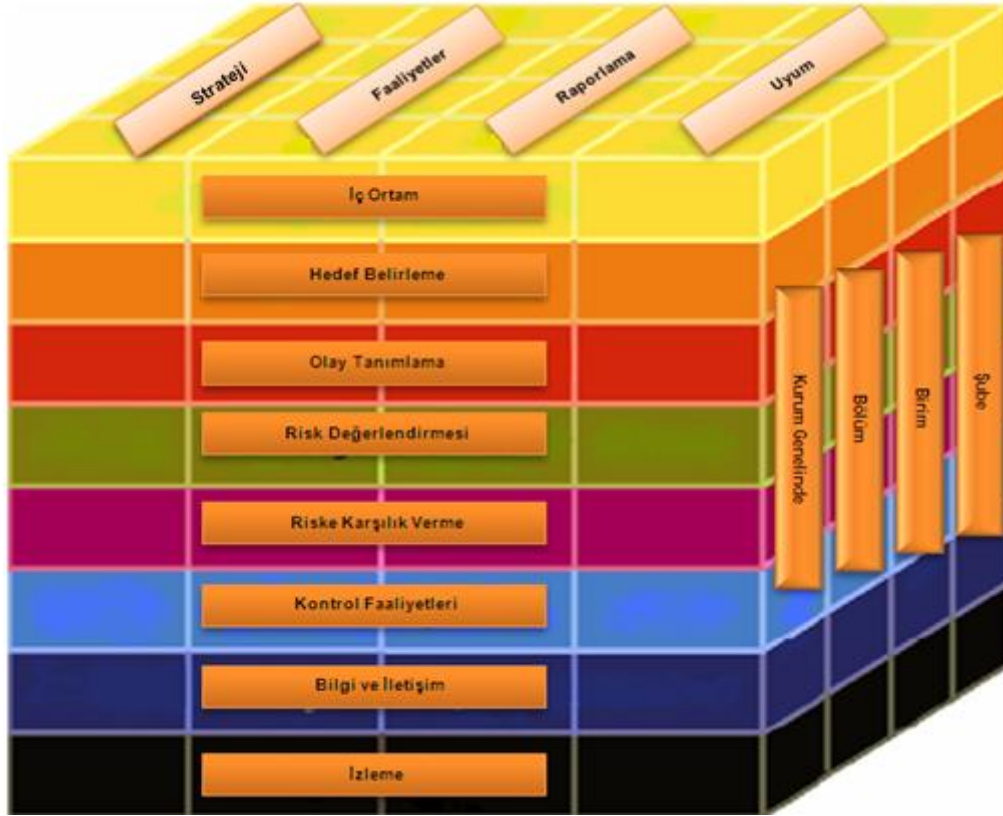 Strateji
Faaliyetler
Raporlama
Uyum
İç Ortam
Hedef Belirleme
Olay Tanımlama
Risk Değerlendirmesi
Riske Karşılık Verme
Kontrol Faaliyetleri
Bilgi ve İletişim
İzleme
Kurum Genelinde
Bölüm
Birim
Şube